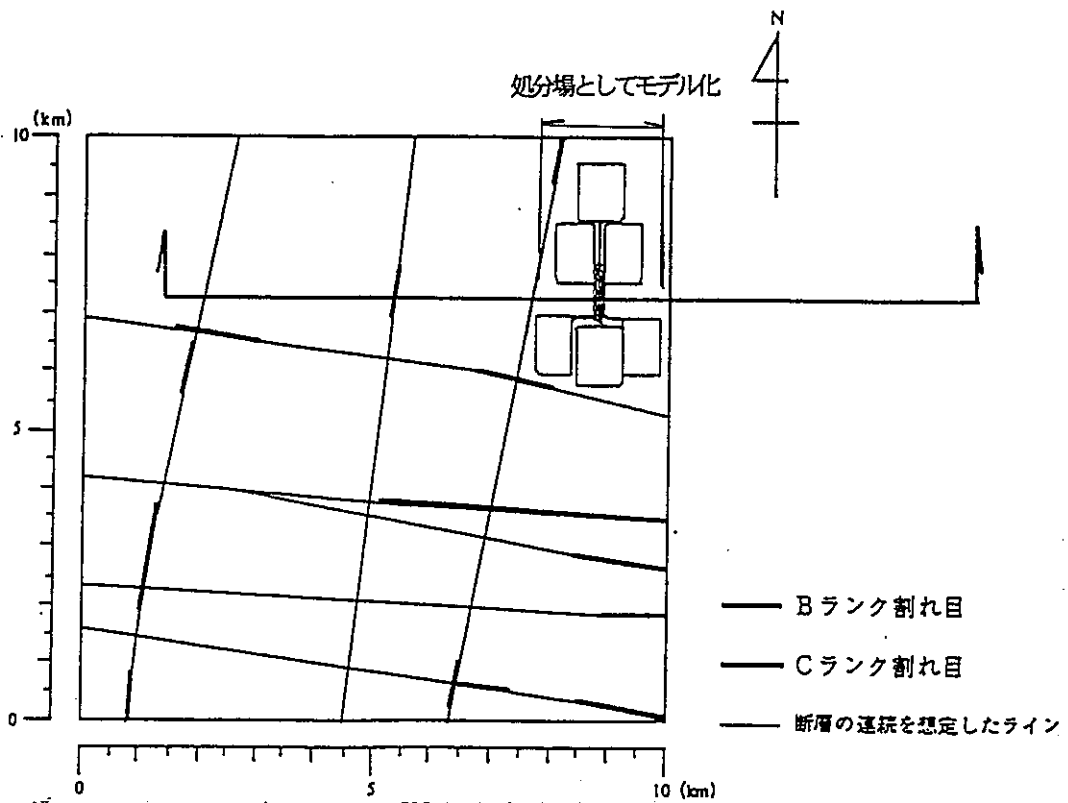 N
処分場としてモデル化
(km)
10
5
0
Bランク割れ目
Cランク割れ目
断層の連続を想定したライン
0
5
10 (km)